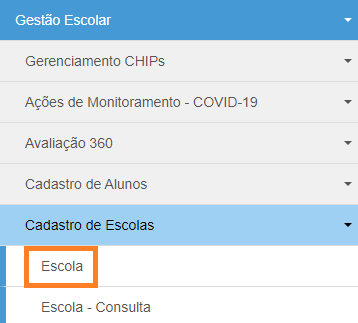 Gestão Escolar
Gerenciamento CHIPs
Ações de Monitoramento - COVID-19
Avaliação 360
Cadastro de Alunos
Cadastro de Escolas
Escola
Escola - Consulta